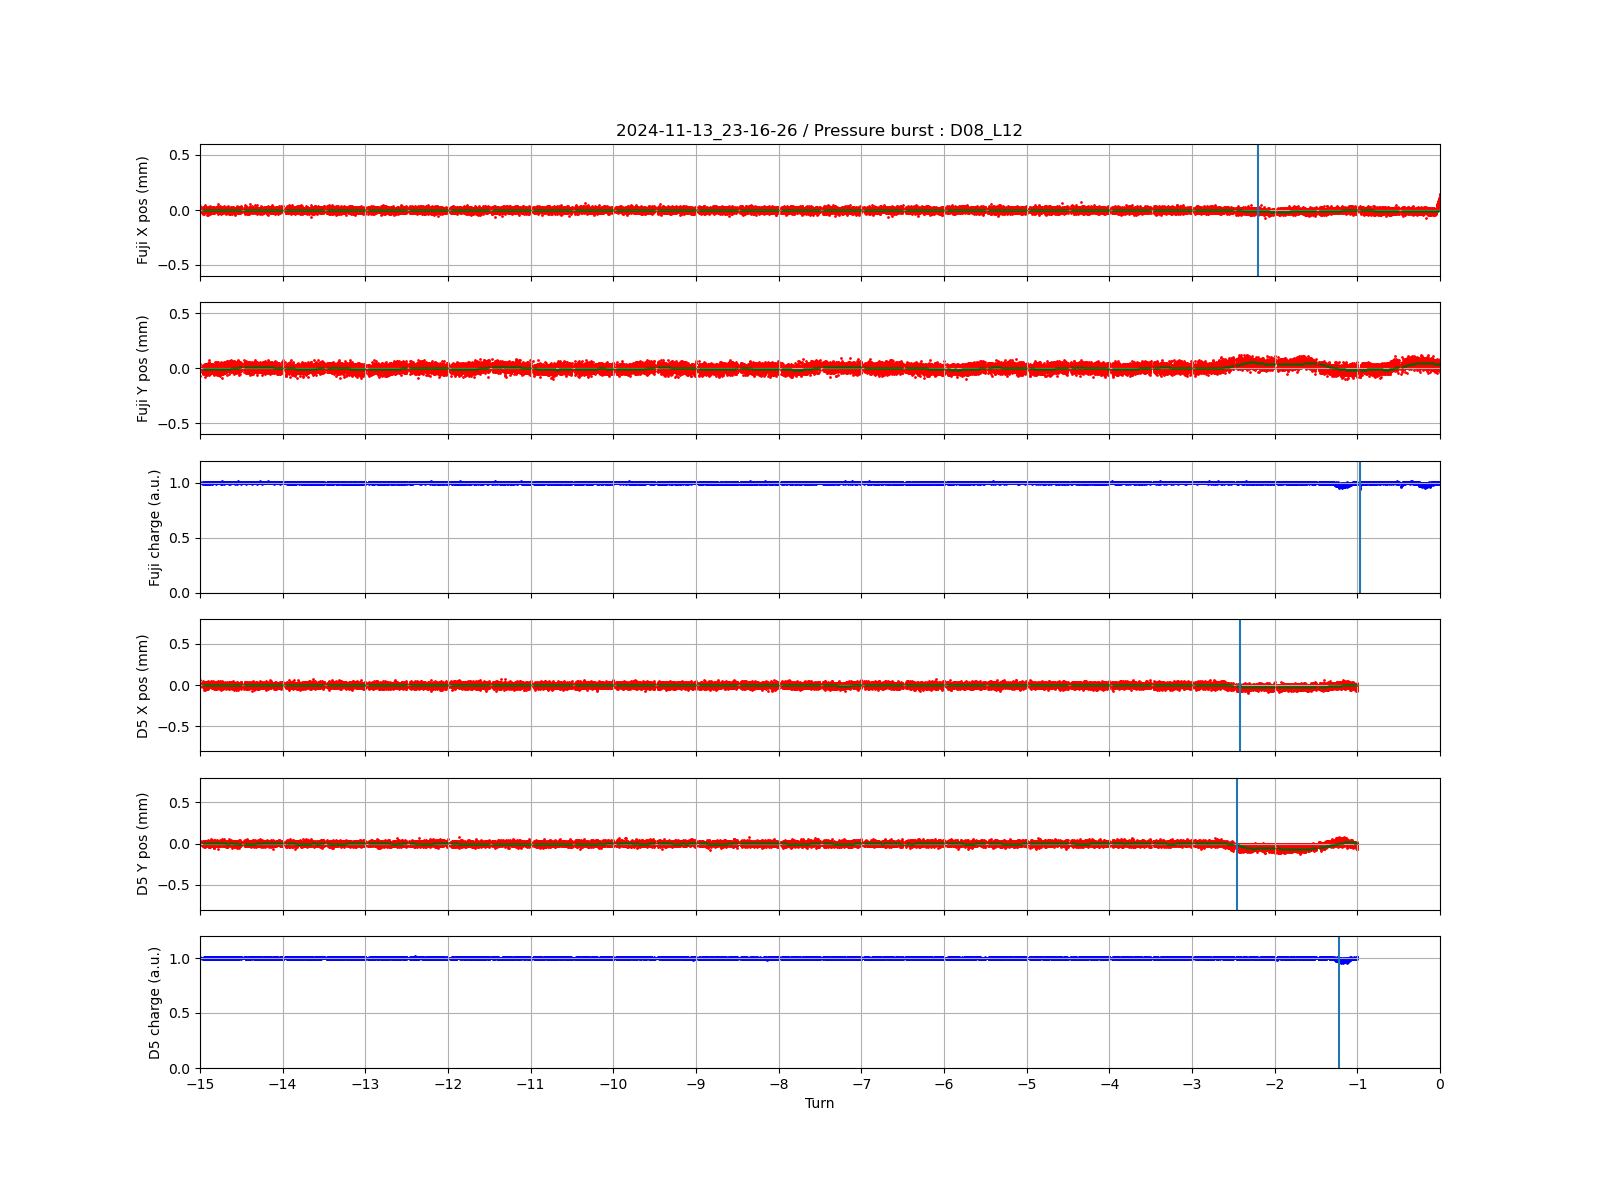 2024-11-13_23-16-26 / Pressure burst : D08_L12
Fuji X pos (mm)
0.5
0.0
−0.5
Fuji Y pos (mm)
0.5
0.0
−0.5
Fuji charge (a.u.)
1.0
0.5
0.0
D5 X pos (mm)
0.5
0.0
−0.5
D5 Y pos (mm)
0.5
0.0
−0.5
D5 charge (a.u.)
1.0
0.5
0.0
−15 −14 −13 −12 −11 −10 −9 −8 −7 −6 −5 −4 −3 −2 −1 0
Turn